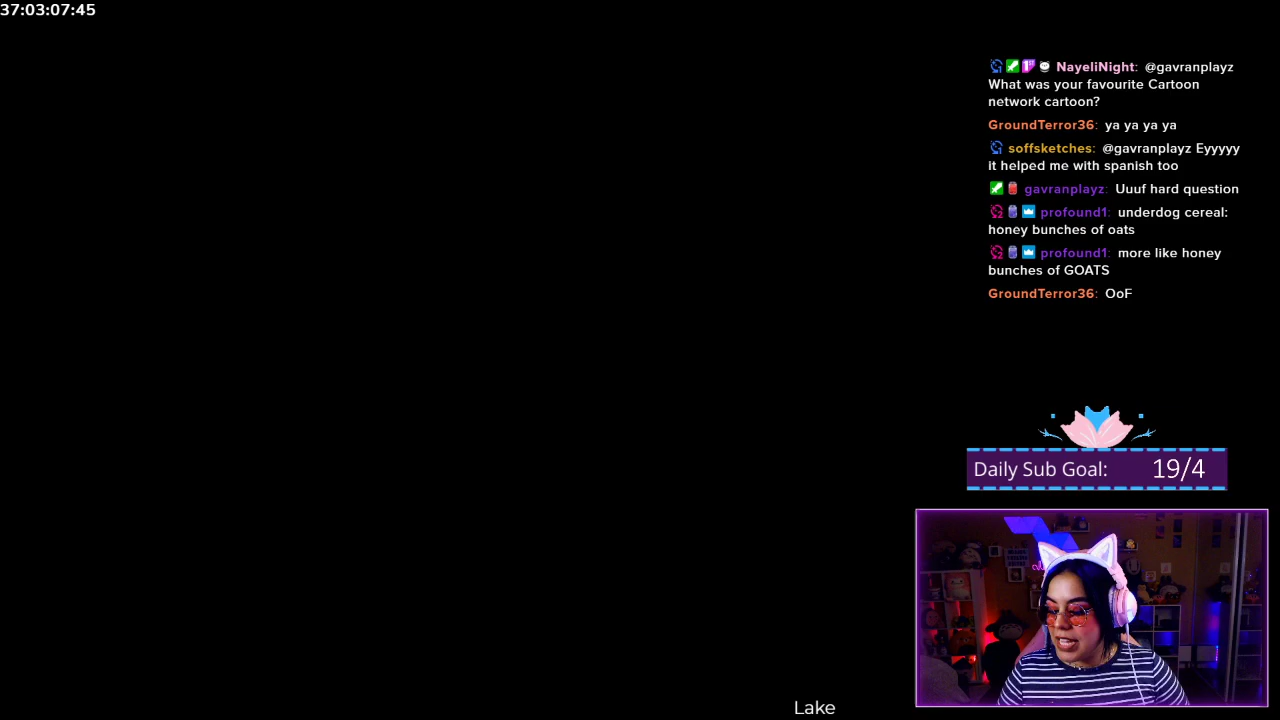 37:03:07:45
NayeliNight: @gavranplayz
What was your favourite Cartoon
network cartoon?
GroundTerror36: ya ya ya ya
soffsketches: @gavranplayz Eyyyyy
it helped me with spanish too
gavranplayz: Uuuf hard question
profound1: underdog cereal:
honey bunches of oats
profound1: more like honey
bunches of GOATS
GroundTerror36: OoF
Daily Sub Goal: 19/4
Lake